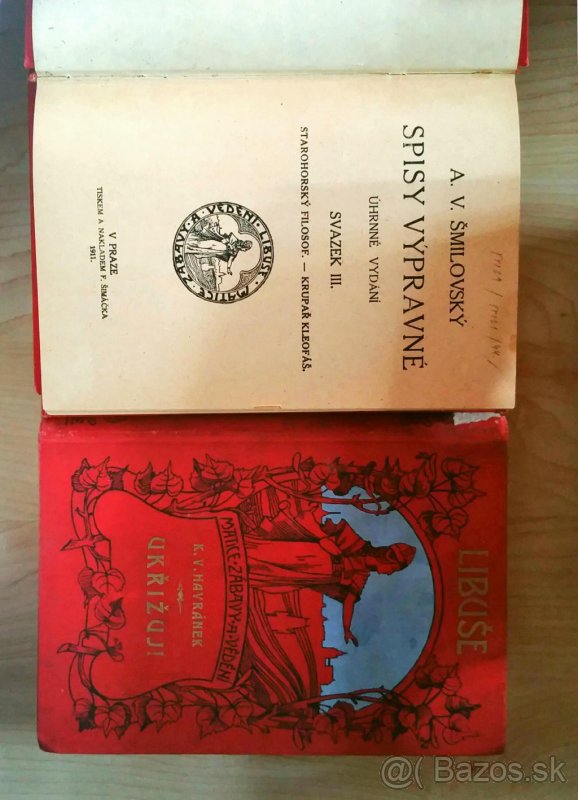 A. V. ŠMILOVSKÝ
SPISY VÝPRAVNÉ
ÚHRNNÉ VYDÁNÍ
SVAZEK III.
STAROHORSKÝ FILOSOF. — KRUPAŘ KLEOFÁŠ.
MATICE ZÁBAVY A VĚDĚNÍ LIBUŠE
V PRAZE
TISKEM A NAKLADEM F. ŠIMÁČKA
1911.
LIBUŠE
MATICE·ZÁBAVY·A·VĚDĚNÍ
K. V. HAVRÁNEK
UKŘIŽUJ!
@( Bazos.sk